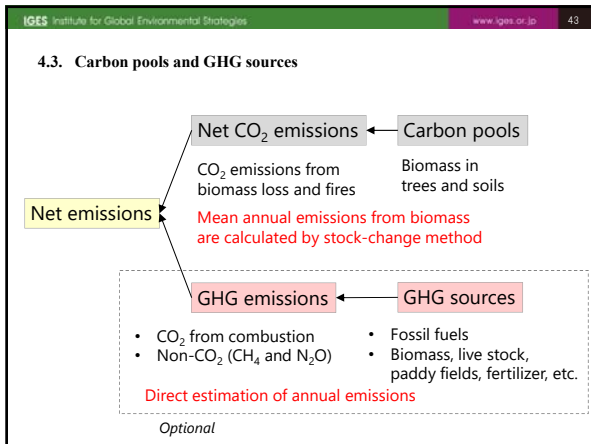 IGES Institute for Global Environmental Strategies
www.iges.or.jp
43
4.3. Carbon pools and GHG sources
Net CO₂ emissions
Carbon pools
CO₂ emissions from
biomass loss and fires
Biomass in
trees and soils
Net emissions
Mean annual emissions from biomass
are calculated by stock-change method
GHG emissions
GHG sources
• CO₂ from combustion
• Non-CO₂ (CH₄ and N₂O)
• Fossil fuels
• Biomass, live stock,
paddy fields, fertilizer, etc.
Direct estimation of annual emissions
Optional